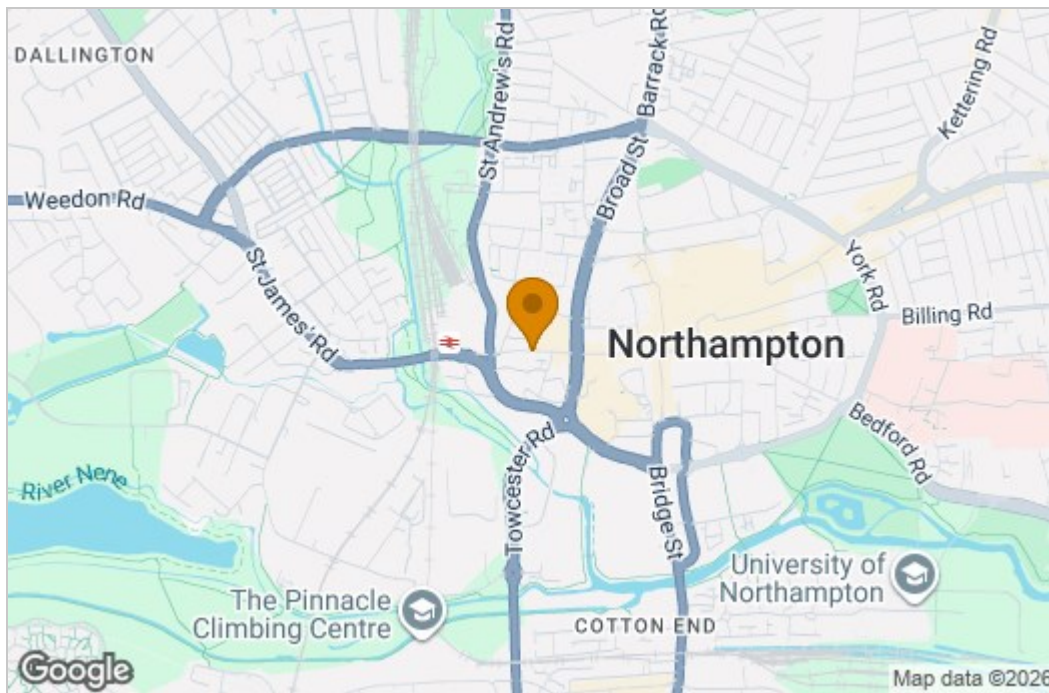 DALLINGTON
St Andrew's Rd
Barrack Rd
Kettering Rd
Broad St
Weedon Rd
St James' Rd
York Rd
Billing Rd
Northampton
Bedford Rd
Towcester Rd
Bridge St
River Nene
University of
Northampton
The Pinnacle
Climbing Centre
COTTON END
Google
Map data ©2026